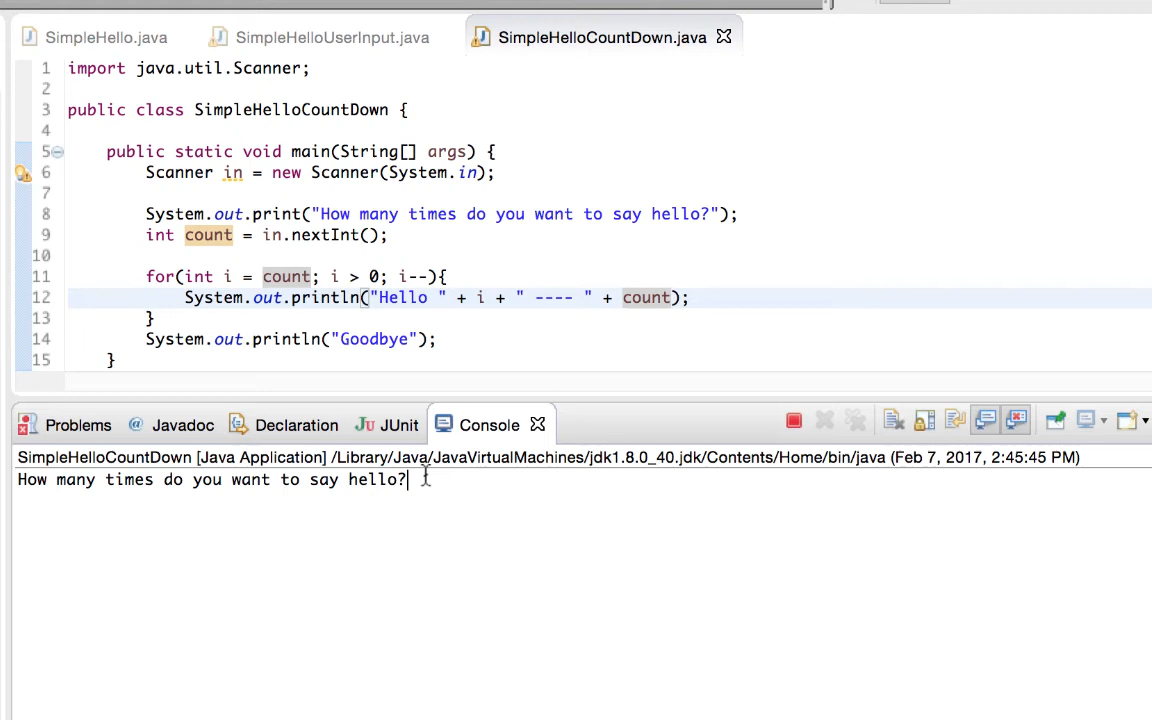 SimpleHello.java SimpleHelloUserInput.java SimpleHelloCountDown.java
1 import java.util.Scanner;
2
3 public class SimpleHelloCountDown {
4
5 public static void main(String[] args) {
6 Scanner in = new Scanner(System.in);
7
8 System.out.print("How many times do you want to say hello?");
9 int count = in.nextInt();
10
11 for(int i = count; i > 0; i--){
12 System.out.println("Hello " + i + " ---- " + count);
13 }
14 System.out.println("Goodbye");
15 }
Problems @ Javadoc Declaration JU JUnit Console
SimpleHelloCountDown [Java Application] /Library/Java/JavaVirtualMachines/jdk1.8.0_40.jdk/Contents/Home/bin/java (Feb 7, 2017, 2:45:45 PM)
How many times do you want to say hello?